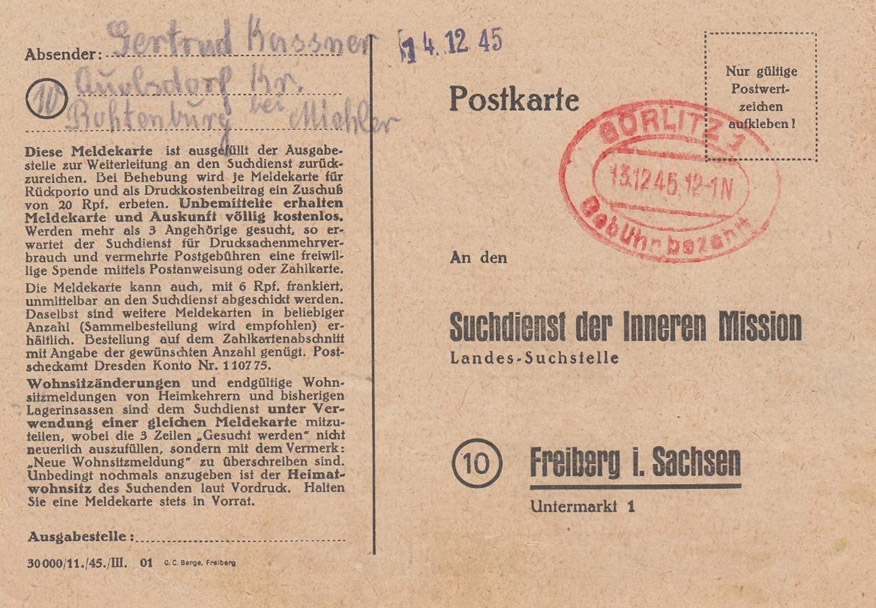 Absender: Gertrud Kassner
10
Kr.
bei
14.12 45
Diese Meldekarte ist ausgefüllt der Ausgabe-
stelle zur Weiterleitung an den Suchdienst zurück-
zureichen. Bei Behebung wird je Meldekarte für
Rückporto und als Druckkostenbeitrag ein Zuschuß
von 20 Rpf. erbeten. Unbemittelte erhalten
Meldekarte und Auskunft völlig kostenlos.
Werden mehr als 3 Angehörige gesucht, so er-
wartet der Suchdienst für Drucksachenmehrver-
brauch und vermehrte Postgebühren eine freiwil-
lige Spende mittels Postanweisung oder Zahlkarte.
Die Meldekarte kann auch, mit 6 Rpf. frankiert,
unmittelbar an den Suchdienst abgeschickt werden.
Daselbst sind weitere Meldekarten in beliebiger
Anzahl (Sammelbestellung wird empfohlen) er-
hältlich. Bestellung auf dem Zahlkartenabschnitt
mit Angabe der gewünschten Anzahl genügt. Post-
scheckamt Dresden Konto Nr. 110775.
Wohnsitzänderungen und endgültige Wohn-
sitzmeldungen von Heimkehrern und bisherigen
Lagerinsassen sind dem Suchdienst unter Ver-
wendung einer gleichen Meldekarte mitzu-
teilen, wobei die 3 Zeilen „Gesucht werden“ nicht
neuerlich auszufüllen, sondern mit dem Vermerk:
„Neue Wohnsitzmeldung“ zu überschreiben sind.
Unbedingt nochmals anzugeben ist der Heimat-
wohnsitz des Suchenden laut Vordruck. Halten
Sie eine Meldekarte stets in Vorrat.
Ausgabestelle:
30000/11./45./III. 01 C. C. Berge, Freiberg
Postkarte
Nur gültige
Postwert-
zeichen
aufkleben!
GÖRLITZ 1
13.12.45.12-1N
Gebühr bezahlt
An den
Suchdienst der Inneren Mission
Landes-Suchstelle
10 Freiberg i. Sachsen
Untermarkt 1